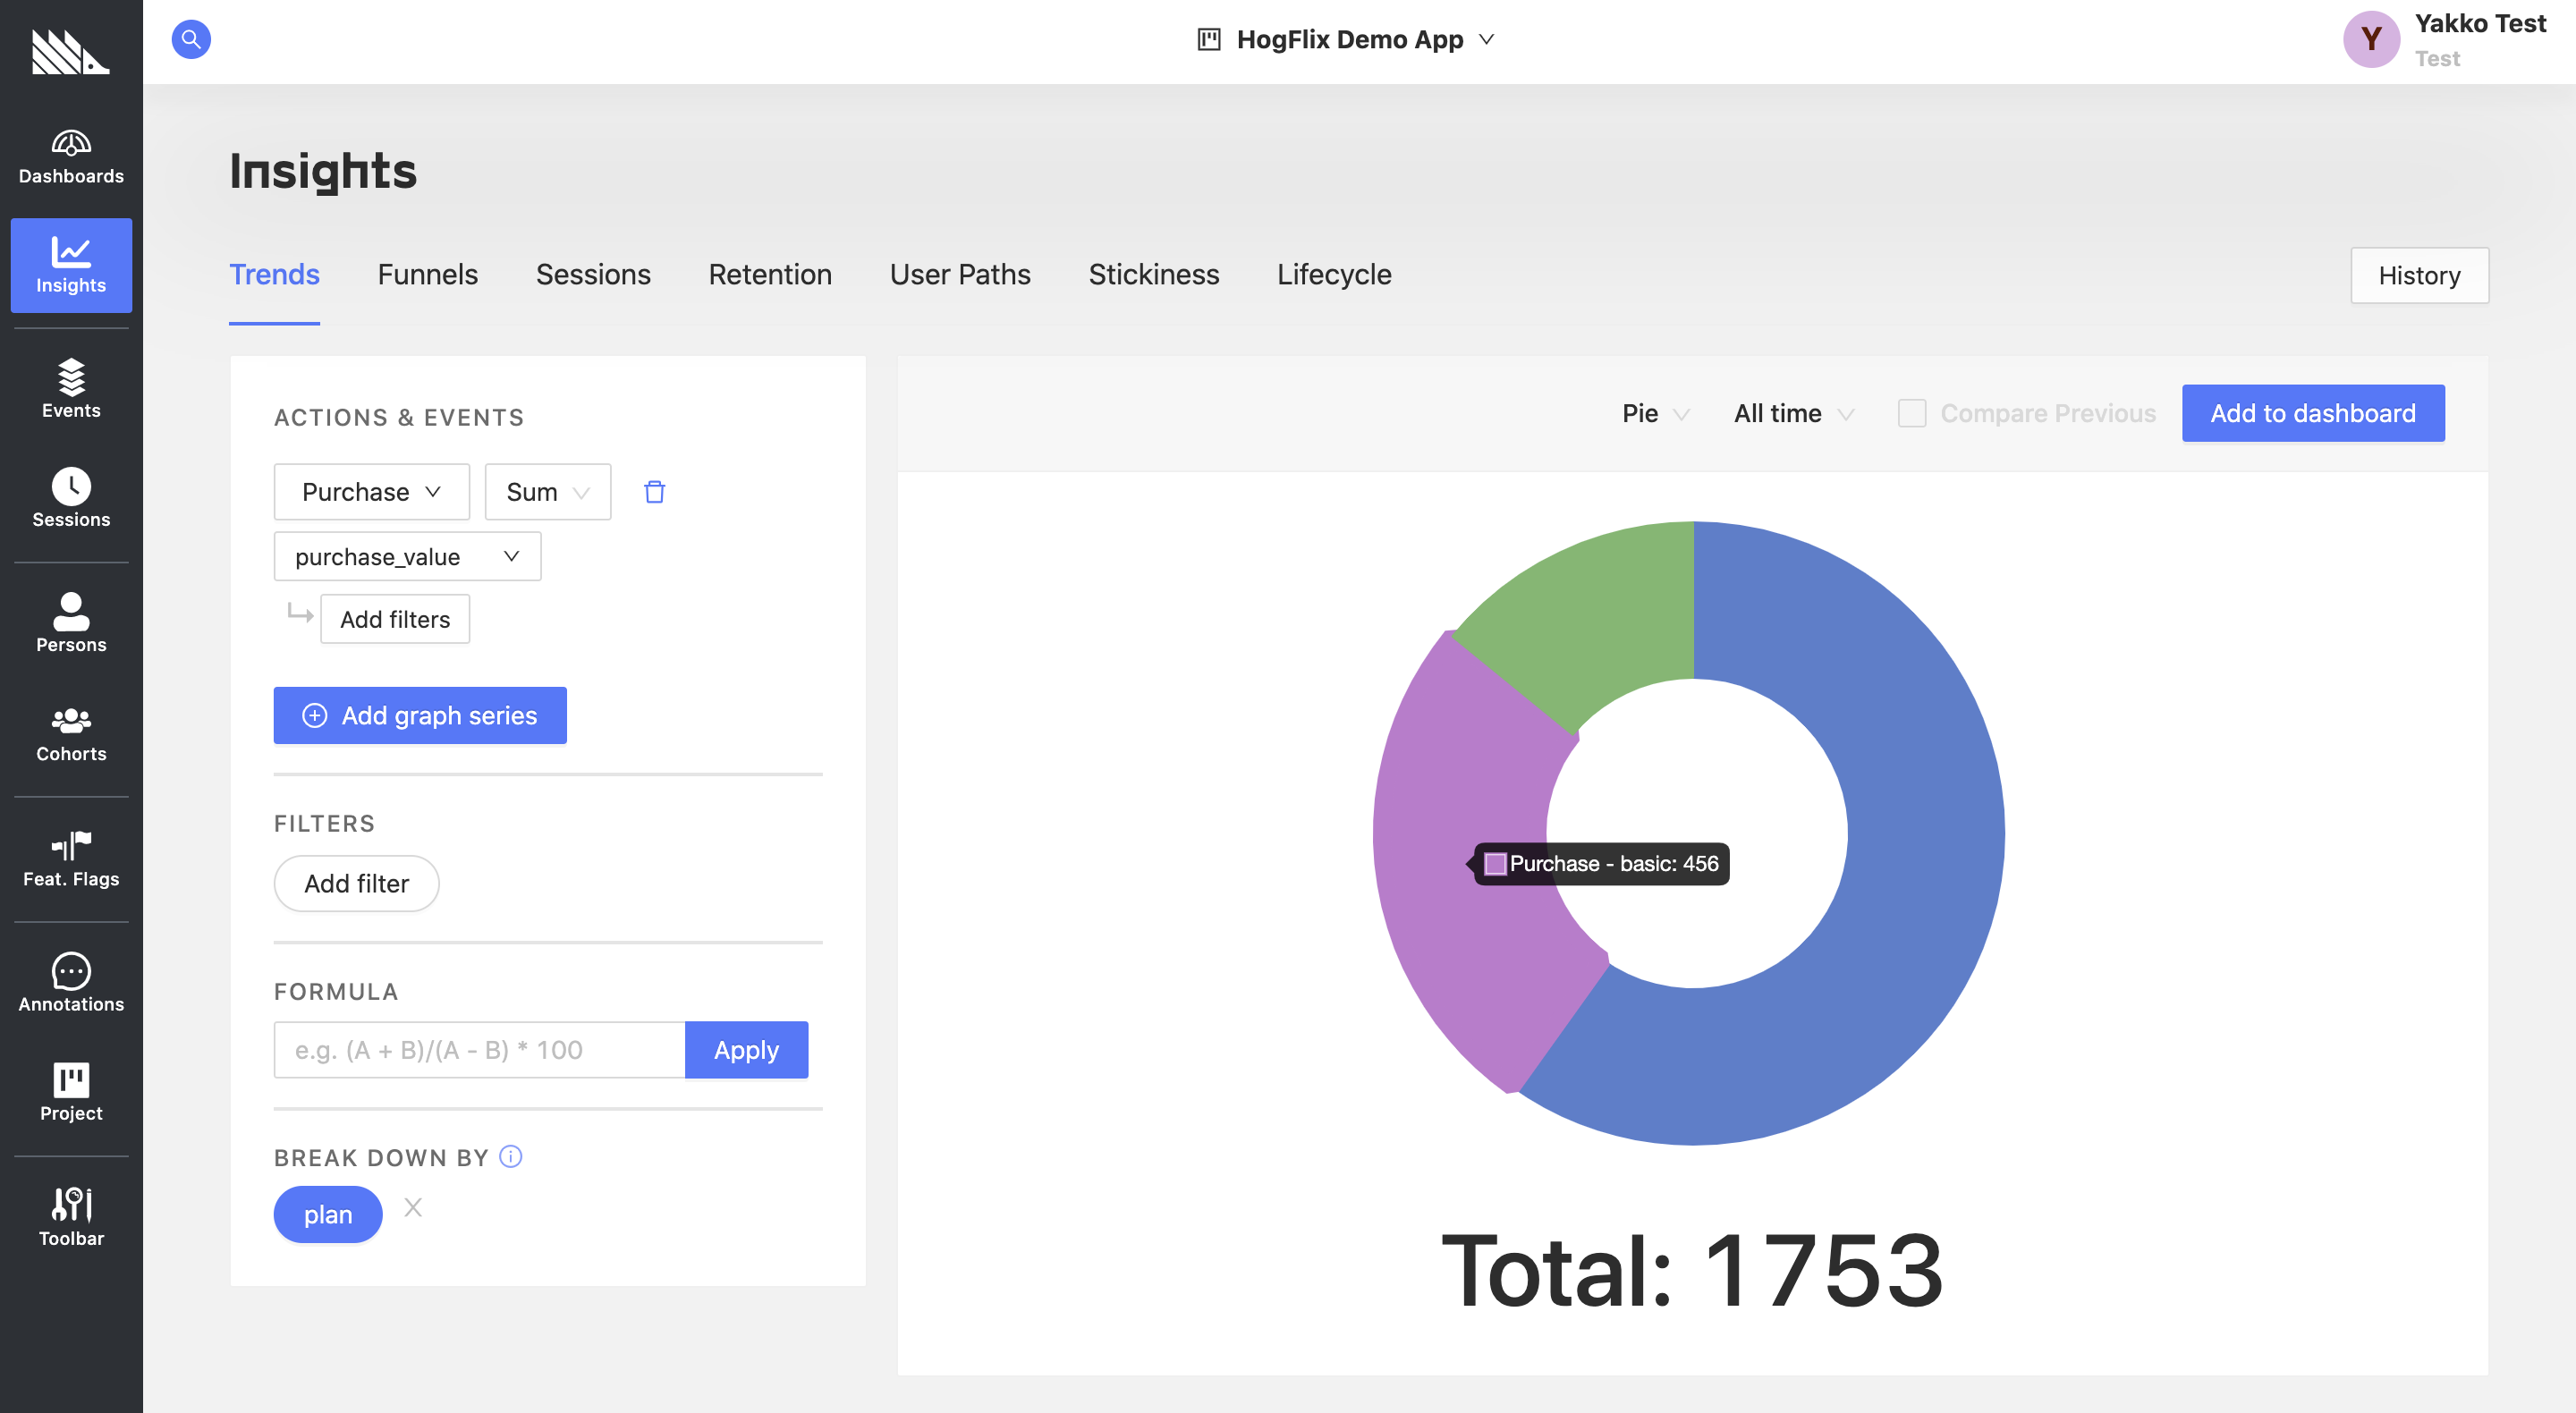 HogFlix Demo App
Y
Yakko Test
Test
Dashboards
Insights
Events
Sessions
Persons
Cohorts
Feat. Flags
Annotations
Project
Toolbar
Insights
Trends
Funnels
Sessions
Retention
User Paths
Stickiness
Lifecycle
History
ACTIONS & EVENTS
Purchase
Sum
purchase_value
Add filters
Add graph series
FILTERS
Add filter
FORMULA
e.g. (A + B)/(A - B) * 100
Apply
BREAK DOWN BY
plan
Pie
All time
Compare Previous
Add to dashboard
Purchase - basic: 456
Total: 1753